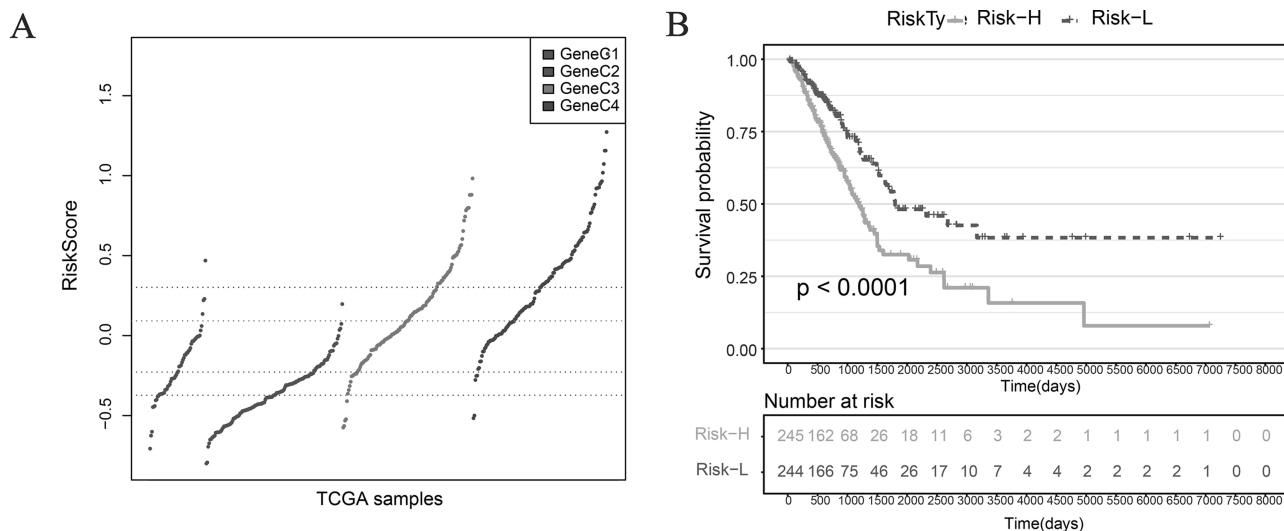 A
GeneG1
GeneC2
GeneC3
GeneC4
RiskScore
1.5
1.0
0.5
0.0
−0.5
TCGA samples
B
RiskTy Risk−H Risk−L
Survival probability
1.00
0.75
0.50
0.25
0.00
p < 0.0001
0 500 1000 1500 2000 2500 3000 3500 4000 4500 5000 5500 6000 6500 7000 7500 8000
Time(days)
Number at risk
Risk−H 245 162 68 26 18 11 6 3 2 2 1 1 1 1 1 0 0
Risk−L 244 166 75 46 26 17 10 7 4 4 2 2 2 2 1 0 0
0 500 1000 1500 2000 2500 3000 3500 4000 4500 5000 5500 6000 6500 7000 7500 8000
Time(days)